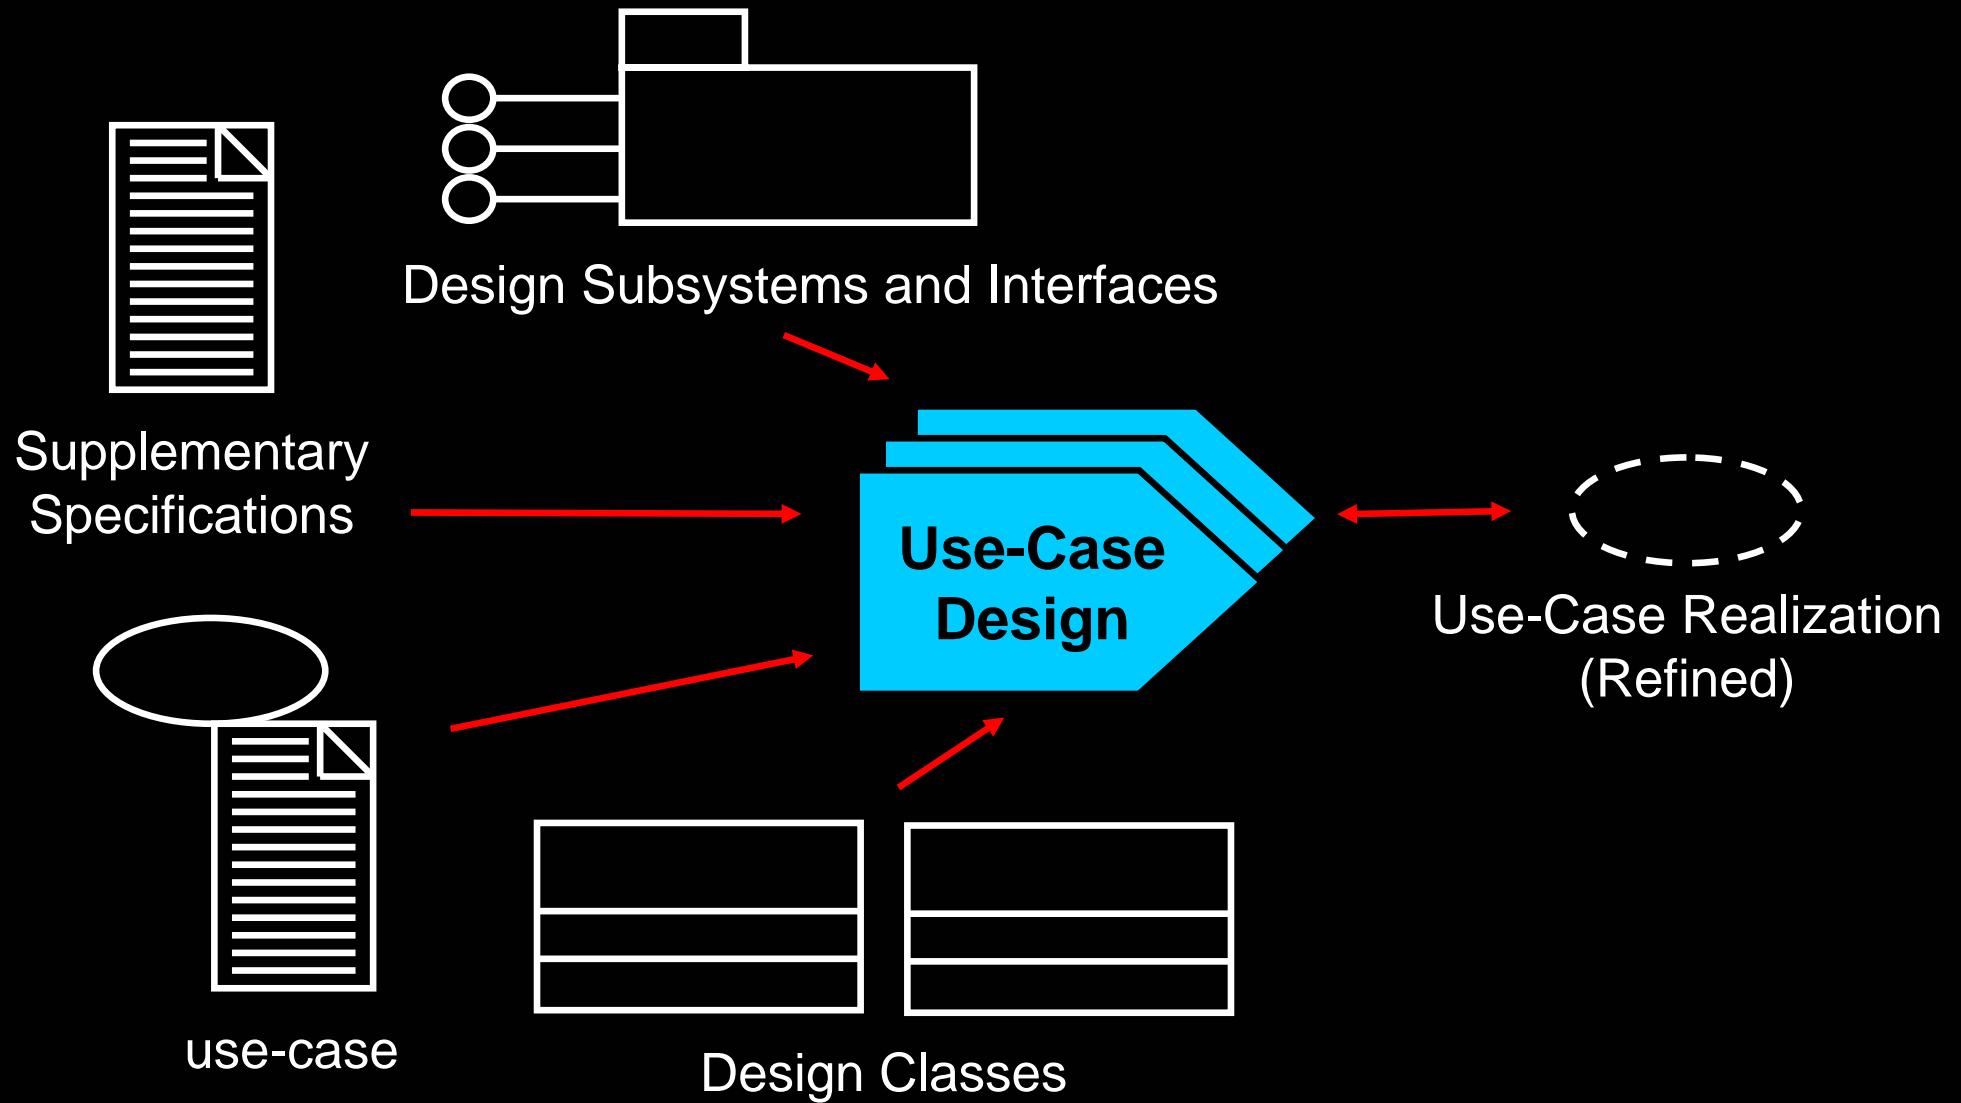 Design Subsystems and Interfaces
Supplementary
Specifications
Use-Case
Design
Use-Case Realization
(Refined)
use-case
Design Classes